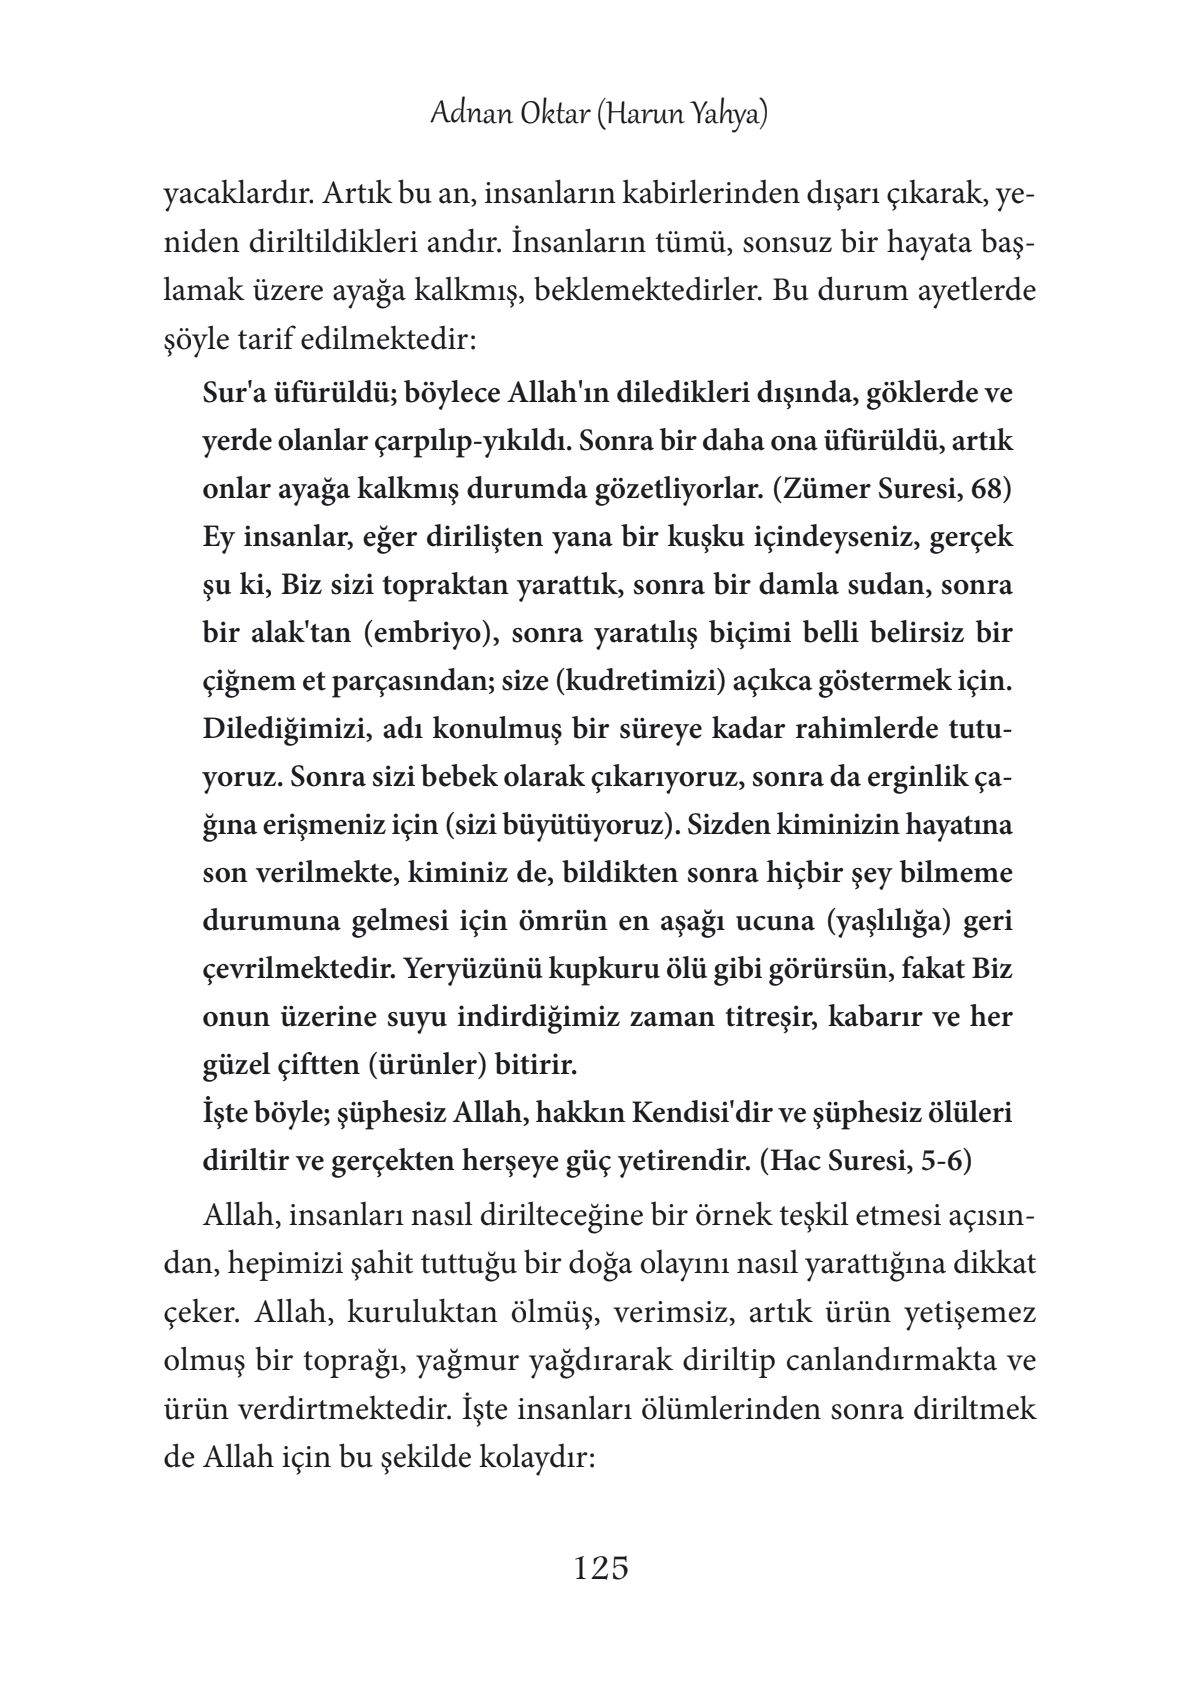 Adnan Oktar (Harun Yahya)
yacaklardır. Artık bu an, insanların kabirlerinden dışarı çıkarak, ye-
niden diriltildikleri andır. İnsanların tümü, sonsuz bir hayata baş-
lamak üzere ayağa kalkmış, beklemektedirler. Bu durum ayetlerde
şöyle tarif edilmektedir:
Sur'a üfürüldü; böylece Allah'ın diledikleri dışında, göklerde ve
yerde olanlar çarpılıp-yıkıldı. Sonra bir daha ona üfürüldü, artık
onlar ayağa kalkmış durumda gözetliyorlar. (Zümer Suresi, 68)
Ey insanlar, eğer dirilişten yana bir kuşku içindeyseniz, gerçek
şu ki, Biz sizi topraktan yarattık, sonra bir damla sudan, sonra
bir alak'tan (embriyo), sonra yaratılış biçimi belli belirsiz bir
çiğnem et parçasından; size (kudretimizi) açıkca göstermek için.
Dilediğimizi, adı konulmuş bir süreye kadar rahimlerde tutu-
yoruz. Sonra sizi bebek olarak çıkarıyoruz, sonra da erginlik ça-
ğına erişmeniz için (sizi büyütüyoruz). Sizden kiminizin hayatına
son verilmekte, kiminiz de, bildikten sonra hiçbir şey bilmeme
durumuna gelmesi için ömrün en aşağı ucuna (yaşlılığa) geri
çevrilmektedir. Yeryüzünü kupkuru ölü gibi görürsün, fakat Biz
onun üzerine suyu indirdiğimiz zaman titreşir, kabarır ve her
güzel çiftten (ürünler) bitirir.
İşte böyle; şüphesiz Allah, hakkın Kendisi'dir ve şüphesiz ölüleri
diriltir ve gerçekten herşeye güç yetirendir. (Hac Suresi, 5-6)
Allah, insanları nasıl dirilteceğine bir örnek teşkil etmesi açısın-
dan, hepimizi şahit tuttuğu bir doğa olayını nasıl yarattığına dikkat
çeker. Allah, kuruluktan ölmüş, verimsiz, artık ürün yetişemez
olmuş bir toprağı, yağmur yağdırarak diriltip canlandırmakta ve
ürün verdirtmektedir. İşte insanları ölümlerinden sonra diriltmek
de Allah için bu şekilde kolaydır:
125